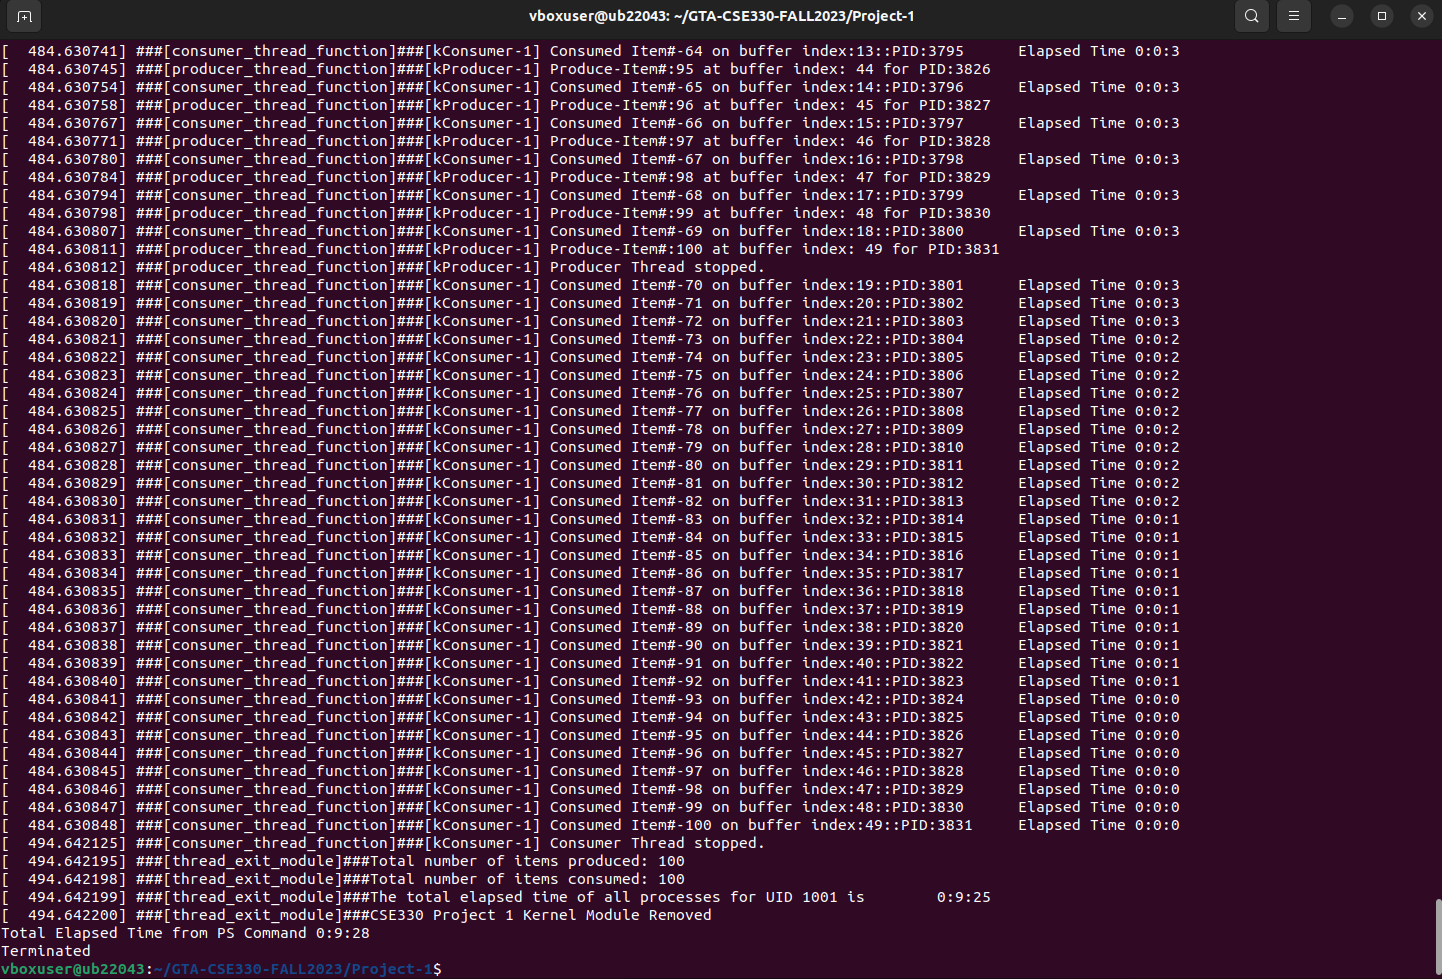 vboxuser@ub22043: ~/GTA-CSE330-FALL2023/Project-1
[  484.630741] ###[consumer_thread_function]###[kConsumer-1] Consumed Item#-64 on buffer index:13::PID:3795      Elapsed Time 0:0:3
[  484.630745] ###[producer_thread_function]###[kProducer-1] Produce-Item#:95 at buffer index: 44 for PID:3826
[  484.630754] ###[consumer_thread_function]###[kConsumer-1] Consumed Item#-65 on buffer index:14::PID:3796      Elapsed Time 0:0:3
[  484.630758] ###[producer_thread_function]###[kProducer-1] Produce-Item#:96 at buffer index: 45 for PID:3827
[  484.630767] ###[consumer_thread_function]###[kConsumer-1] Consumed Item#-66 on buffer index:15::PID:3797      Elapsed Time 0:0:3
[  484.630771] ###[producer_thread_function]###[kProducer-1] Produce-Item#:97 at buffer index: 46 for PID:3828
[  484.630780] ###[consumer_thread_function]###[kConsumer-1] Consumed Item#-67 on buffer index:16::PID:3798      Elapsed Time 0:0:3
[  484.630784] ###[producer_thread_function]###[kProducer-1] Produce-Item#:98 at buffer index: 47 for PID:3829
[  484.630794] ###[consumer_thread_function]###[kConsumer-1] Consumed Item#-68 on buffer index:17::PID:3799      Elapsed Time 0:0:3
[  484.630798] ###[producer_thread_function]###[kProducer-1] Produce-Item#:99 at buffer index: 48 for PID:3830
[  484.630807] ###[consumer_thread_function]###[kConsumer-1] Consumed Item#-69 on buffer index:18::PID:3800      Elapsed Time 0:0:3
[  484.630811] ###[producer_thread_function]###[kProducer-1] Produce-Item#:100 at buffer index: 49 for PID:3831
[  484.630812] ###[producer_thread_function]###[kProducer-1] Producer Thread stopped.
[  484.630818] ###[consumer_thread_function]###[kConsumer-1] Consumed Item#-70 on buffer index:19::PID:3801      Elapsed Time 0:0:3
[  484.630819] ###[consumer_thread_function]###[kConsumer-1] Consumed Item#-71 on buffer index:20::PID:3802      Elapsed Time 0:0:3
[  484.630820] ###[consumer_thread_function]###[kConsumer-1] Consumed Item#-72 on buffer index:21::PID:3803      Elapsed Time 0:0:3
[  484.630821] ###[consumer_thread_function]###[kConsumer-1] Consumed Item#-73 on buffer index:22::PID:3804      Elapsed Time 0:0:2
[  484.630822] ###[consumer_thread_function]###[kConsumer-1] Consumed Item#-74 on buffer index:23::PID:3805      Elapsed Time 0:0:2
[  484.630823] ###[consumer_thread_function]###[kConsumer-1] Consumed Item#-75 on buffer index:24::PID:3806      Elapsed Time 0:0:2
[  484.630824] ###[consumer_thread_function]###[kConsumer-1] Consumed Item#-76 on buffer index:25::PID:3807      Elapsed Time 0:0:2
[  484.630825] ###[consumer_thread_function]###[kConsumer-1] Consumed Item#-77 on buffer index:26::PID:3808      Elapsed Time 0:0:2
[  484.630826] ###[consumer_thread_function]###[kConsumer-1] Consumed Item#-78 on buffer index:27::PID:3809      Elapsed Time 0:0:2
[  484.630827] ###[consumer_thread_function]###[kConsumer-1] Consumed Item#-79 on buffer index:28::PID:3810      Elapsed Time 0:0:2
[  484.630828] ###[consumer_thread_function]###[kConsumer-1] Consumed Item#-80 on buffer index:29::PID:3811      Elapsed Time 0:0:2
[  484.630829] ###[consumer_thread_function]###[kConsumer-1] Consumed Item#-81 on buffer index:30::PID:3812      Elapsed Time 0:0:2
[  484.630830] ###[consumer_thread_function]###[kConsumer-1] Consumed Item#-82 on buffer index:31::PID:3813      Elapsed Time 0:0:2
[  484.630831] ###[consumer_thread_function]###[kConsumer-1] Consumed Item#-83 on buffer index:32::PID:3814      Elapsed Time 0:0:1
[  484.630832] ###[consumer_thread_function]###[kConsumer-1] Consumed Item#-84 on buffer index:33::PID:3815      Elapsed Time 0:0:1
[  484.630833] ###[consumer_thread_function]###[kConsumer-1] Consumed Item#-85 on buffer index:34::PID:3816      Elapsed Time 0:0:1
[  484.630834] ###[consumer_thread_function]###[kConsumer-1] Consumed Item#-86 on buffer index:35::PID:3817      Elapsed Time 0:0:1
[  484.630835] ###[consumer_thread_function]###[kConsumer-1] Consumed Item#-87 on buffer index:36::PID:3818      Elapsed Time 0:0:1
[  484.630836] ###[consumer_thread_function]###[kConsumer-1] Consumed Item#-88 on buffer index:37::PID:3819      Elapsed Time 0:0:1
[  484.630837] ###[consumer_thread_function]###[kConsumer-1] Consumed Item#-89 on buffer index:38::PID:3820      Elapsed Time 0:0:1
[  484.630838] ###[consumer_thread_function]###[kConsumer-1] Consumed Item#-90 on buffer index:39::PID:3821      Elapsed Time 0:0:1
[  484.630839] ###[consumer_thread_function]###[kConsumer-1] Consumed Item#-91 on buffer index:40::PID:3822      Elapsed Time 0:0:1
[  484.630840] ###[consumer_thread_function]###[kConsumer-1] Consumed Item#-92 on buffer index:41::PID:3823      Elapsed Time 0:0:1
[  484.630841] ###[consumer_thread_function]###[kConsumer-1] Consumed Item#-93 on buffer index:42::PID:3824      Elapsed Time 0:0:0
[  484.630842] ###[consumer_thread_function]###[kConsumer-1] Consumed Item#-94 on buffer index:43::PID:3825      Elapsed Time 0:0:0
[  484.630843] ###[consumer_thread_function]###[kConsumer-1] Consumed Item#-95 on buffer index:44::PID:3826      Elapsed Time 0:0:0
[  484.630844] ###[consumer_thread_function]###[kConsumer-1] Consumed Item#-96 on buffer index:45::PID:3827      Elapsed Time 0:0:0
[  484.630845] ###[consumer_thread_function]###[kConsumer-1] Consumed Item#-97 on buffer index:46::PID:3828      Elapsed Time 0:0:0
[  484.630846] ###[consumer_thread_function]###[kConsumer-1] Consumed Item#-98 on buffer index:47::PID:3829      Elapsed Time 0:0:0
[  484.630847] ###[consumer_thread_function]###[kConsumer-1] Consumed Item#-99 on buffer index:48::PID:3830      Elapsed Time 0:0:0
[  484.630848] ###[consumer_thread_function]###[kConsumer-1] Consumed Item#-100 on buffer index:49::PID:3831     Elapsed Time 0:0:0
[  494.642125] ###[consumer_thread_function]###[kConsumer-1] Consumer Thread stopped.
[  494.642195] ###[thread_exit_module]###Total number of items produced: 100
[  494.642198] ###[thread_exit_module]###Total number of items consumed: 100
[  494.642199] ###[thread_exit_module]###The total elapsed time of all processes for UID 1001 is        0:9:25
[  494.642200] ###[thread_exit_module]###CSE330 Project 1 Kernel Module Removed
Total Elapsed Time from PS Command 0:9:28
Terminated
vboxuser@ub22043:~/GTA-CSE330-FALL2023/Project-1$